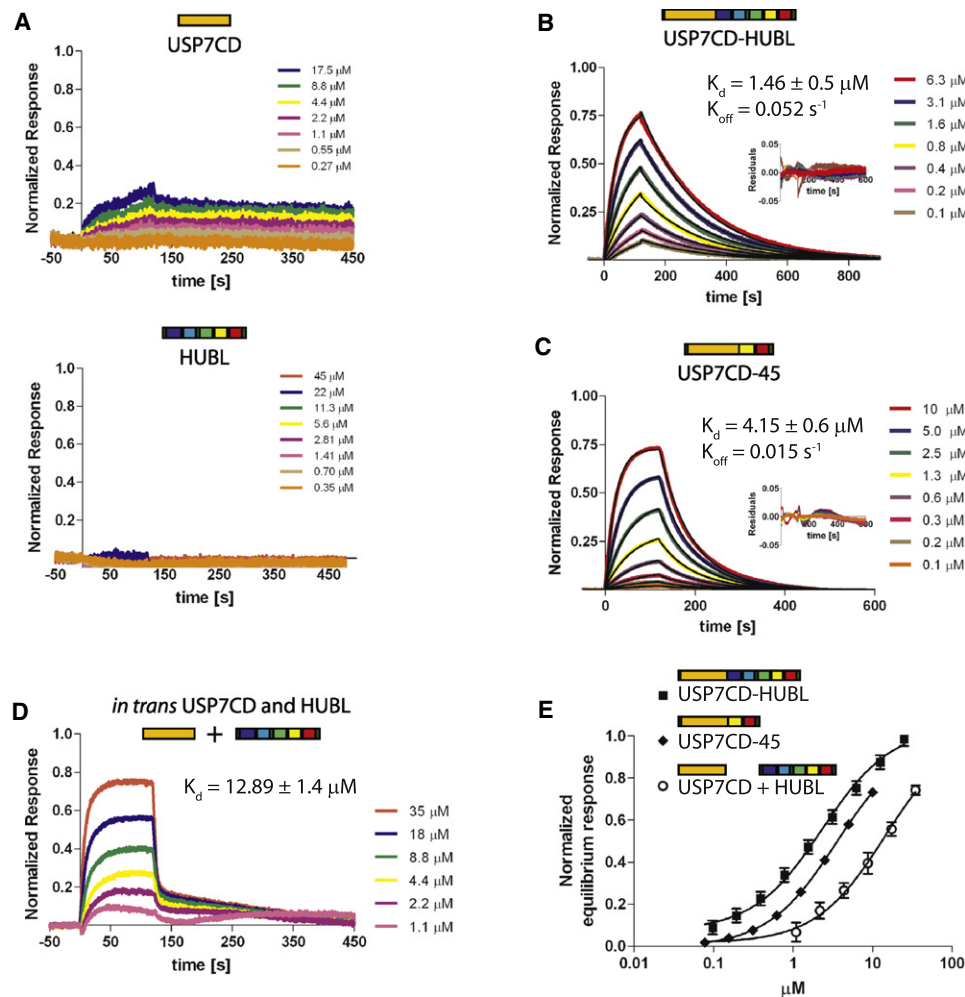 A
USP7CD
1.0
0.8
0.6
0.4
0.2
-50
50
150
250
350
450
Normalized Response
time [s]
17.5 µM
8.8 µM
4.4 µM
2.2 µM
1.1 µM
0.55 µM
0.27 µM
HUBL
1.0
0.8
0.6
0.4
0.2
-50
50
150
250
350
450
Normalized Response
time [s]
45 µM
22 µM
11.3 µM
5.6 µM
2.81 µM
1.41 µM
0.70 µM
0.35 µM
B
USP7CD-HUBL
Kd = 1.46 ± 0.5 µM
Koff = 0.052 s-1
1.00
0.75
0.50
0.25
0
200
400
600
800
Normalized Response
time [s]
Residuals
0.05
0.00
-0.05
200
400
600
time [s]
6.3 µM
3.1 µM
1.6 µM
0.8 µM
0.4 µM
0.2 µM
0.1 µM
C
USP7CD-45
Kd = 4.15 ± 0.6 µM
Koff = 0.015 s-1
1.00
0.75
0.50
0.25
0
200
400
600
Normalized Response
time [s]
Residuals
0.05
0.00
-0.05
200
400
600
time [s]
10 µM
5.0 µM
2.5 µM
1.3 µM
0.6 µM
0.3 µM
0.2 µM
0.1 µM
D
in trans USP7CD and HUBL
+
Kd = 12.89 ± 1.4 µM
1.0
0.8
0.6
0.4
0.2
-50
50
150
250
350
450
Normalized Response
time [s]
35 µM
18 µM
8.8 µM
4.4 µM
2.2 µM
1.1 µM
E
USP7CD-HUBL
USP7CD-45
USP7CD + HUBL
1.0
0.8
0.6
0.4
0.2
0.0
0.01
0.1
1
10
100
Normalized
equilibrium response
µM